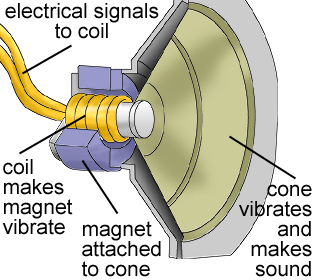 electrical signals
to coil
coil
makes
magnet
vibrate
magnet
attached
to cone
cone
vibrates
and
makes
sound